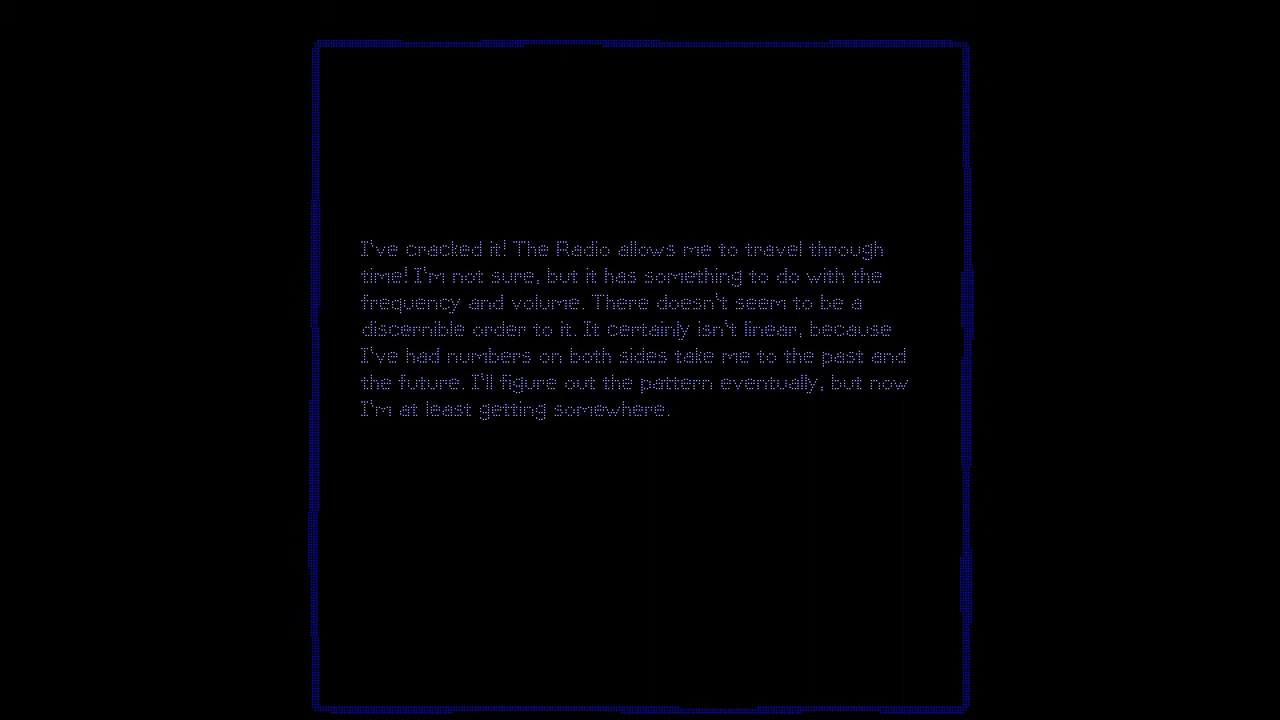 I've cracked it! The Radio allows me to travel through
time! I'm not sure, but it has something to do with the
frequency and volume. There doesn't seem to be a
discernable order to it. It certainly isn't linear, because
I've had numbers on both sides take me to the past and
the future. I'll figure out the pattern eventually, but now
I'm at least getting somewhere.